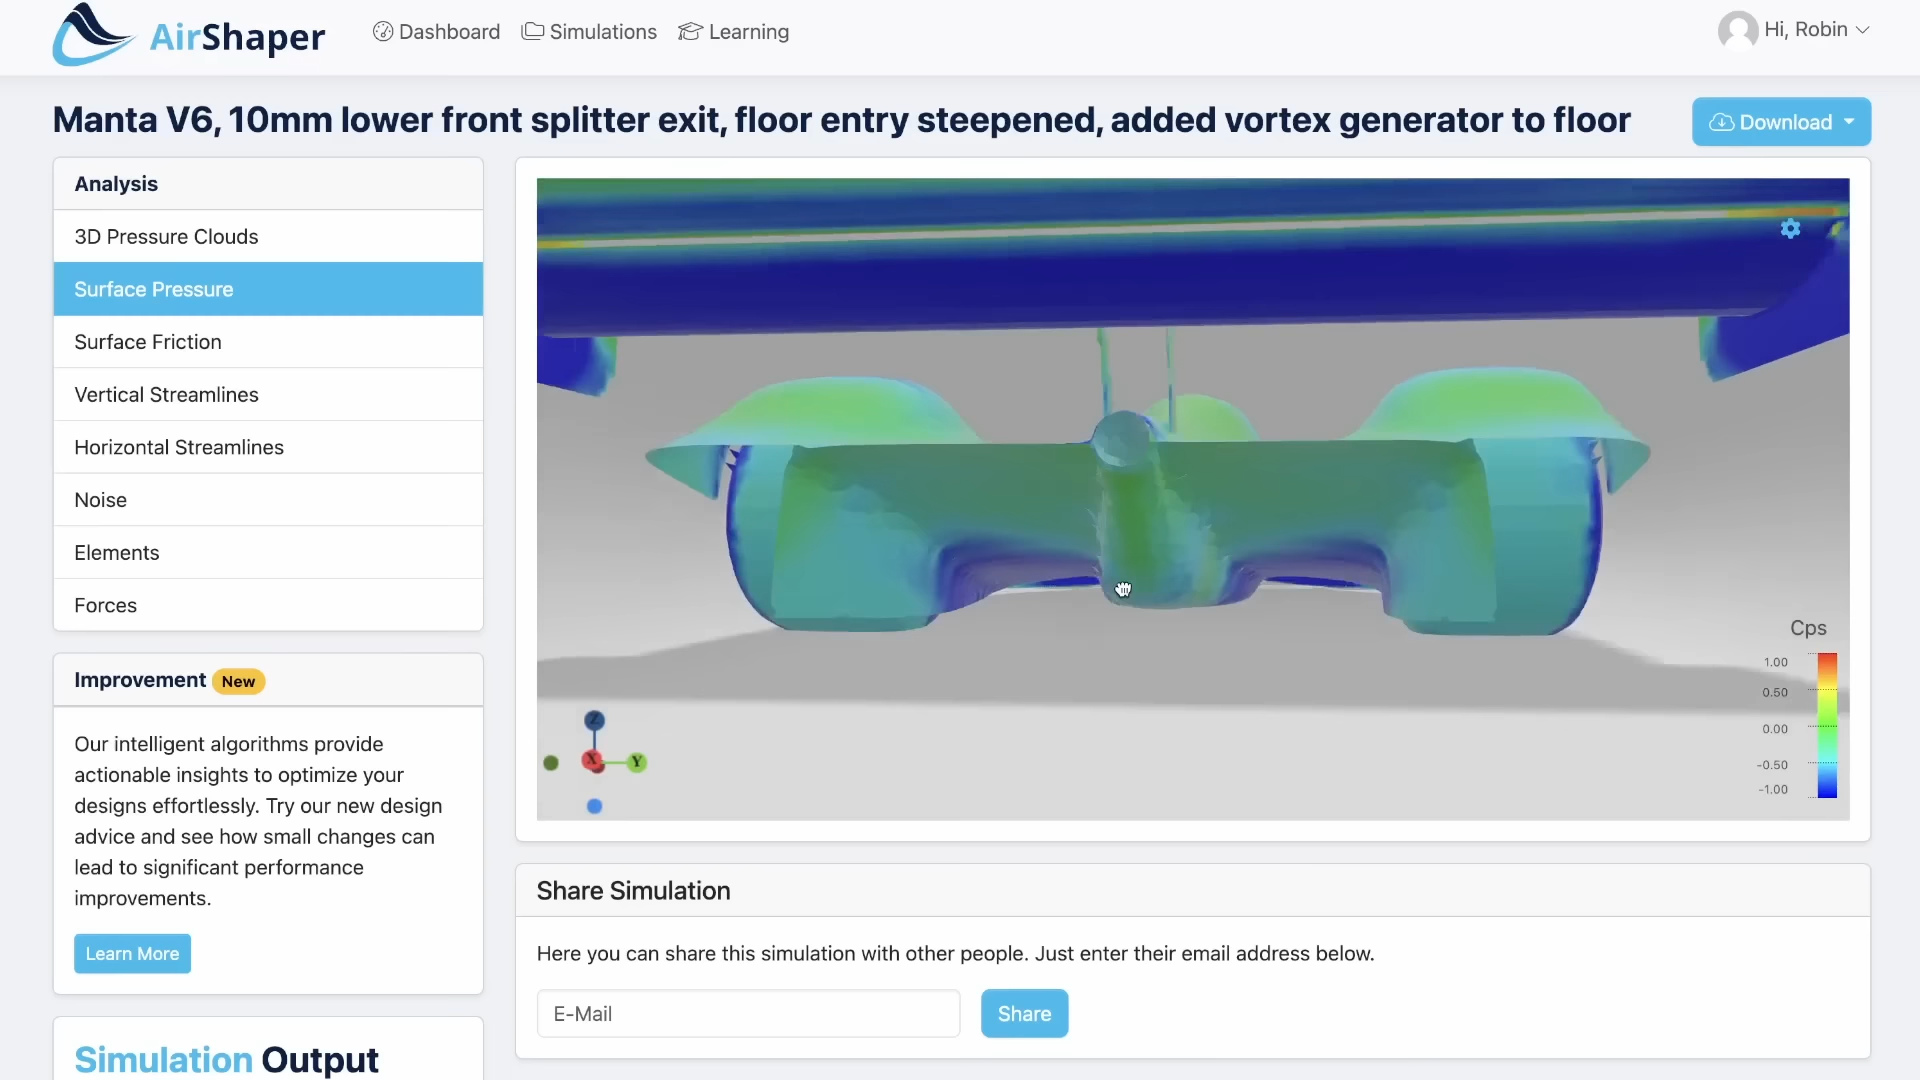 AirShaper
Dashboard
Simulations
Learning
Hi, Robin
Manta V6, 10mm lower front splitter exit, floor entry steepened, added vortex generator to floor
Download
Analysis
3D Pressure Clouds
Surface Pressure
Surface Friction
Vertical Streamlines
Horizontal Streamlines
Noise
Elements
Forces
Improvement New
Our intelligent algorithms provide
actionable insights to optimize your
designs effortlessly. Try our new design
advice and see how small changes can
lead to significant performance
improvements.
Learn More
Simulation Output
Cps
1.00
0.50
0.00
-0.50
-1.00
Z
X
Y
Share Simulation
Here you can share this simulation with other people. Just enter their email address below.
E-Mail
Share